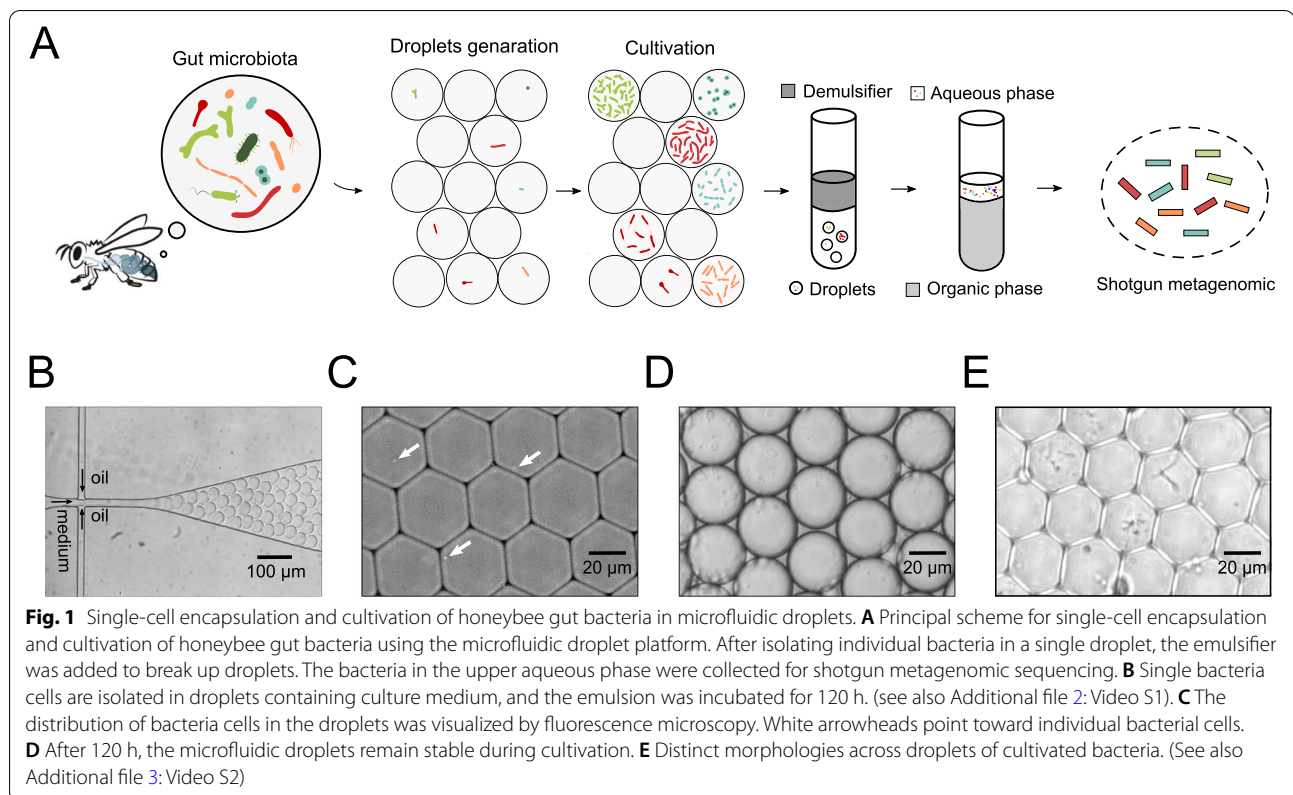 A
Gut microbiota
Droplets genaration
Cultivation
Demulsifier
Aqueous phase
Droplets
Organic phase
Shotgun metagenomic
B
C
D
E
oil
oil
medium
100 µm
20 µm
20 µm
20 µm
Fig. 1 Single-cell encapsulation and cultivation of honeybee gut bacteria in microfluidic droplets. A Principal scheme for single-cell encapsulation
and cultivation of honeybee gut bacteria using the microfluidic droplet platform. After isolating individual bacteria in a single droplet, the emulsifier
was added to break up droplets. The bacteria in the upper aqueous phase were collected for shotgun metagenomic sequencing. B Single bacteria
cells are isolated in droplets containing culture medium, and the emulsion was incubated for 120 h. (see also Additional file 2: Video S1). C The
distribution of bacteria cells in the droplets was visualized by fluorescence microscopy. White arrowheads point toward individual bacterial cells.
D After 120 h, the microfluidic droplets remain stable during cultivation. E Distinct morphologies across droplets of cultivated bacteria. (See also
Additional file 3: Video S2)